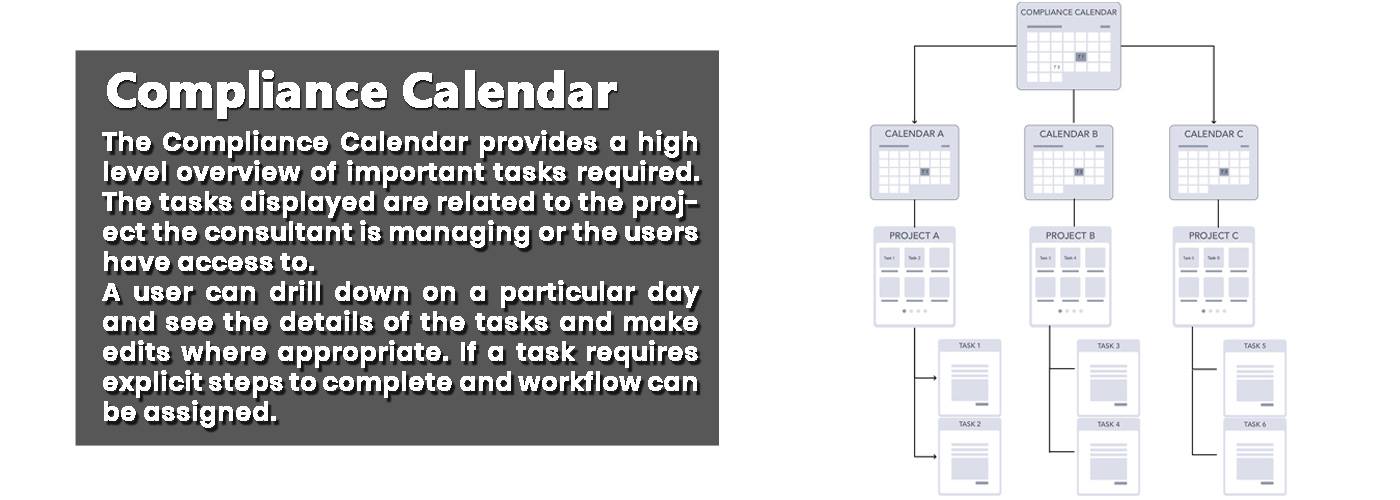 Compliance Calendar
The Compliance Calendar provides a high
level overview of important tasks required.
The tasks displayed are related to the proj-
ect the consultant is managing or the users
have access to.
A user can drill down on a particular day
and see the details of the tasks and make
edits where appropriate. If a task requires
explicit steps to complete and workflow can
be assigned.
COMPLIANCE CALENDAR
CALENDAR A
CALENDAR B
CALENDAR C
PROJECT A
PROJECT B
PROJECT C
Task 1 Task 2
Task 3 Task 4
Task 5 Task 6
TASK 1
TASK 3
TASK 5
TASK 2
TASK 4
TASK 6